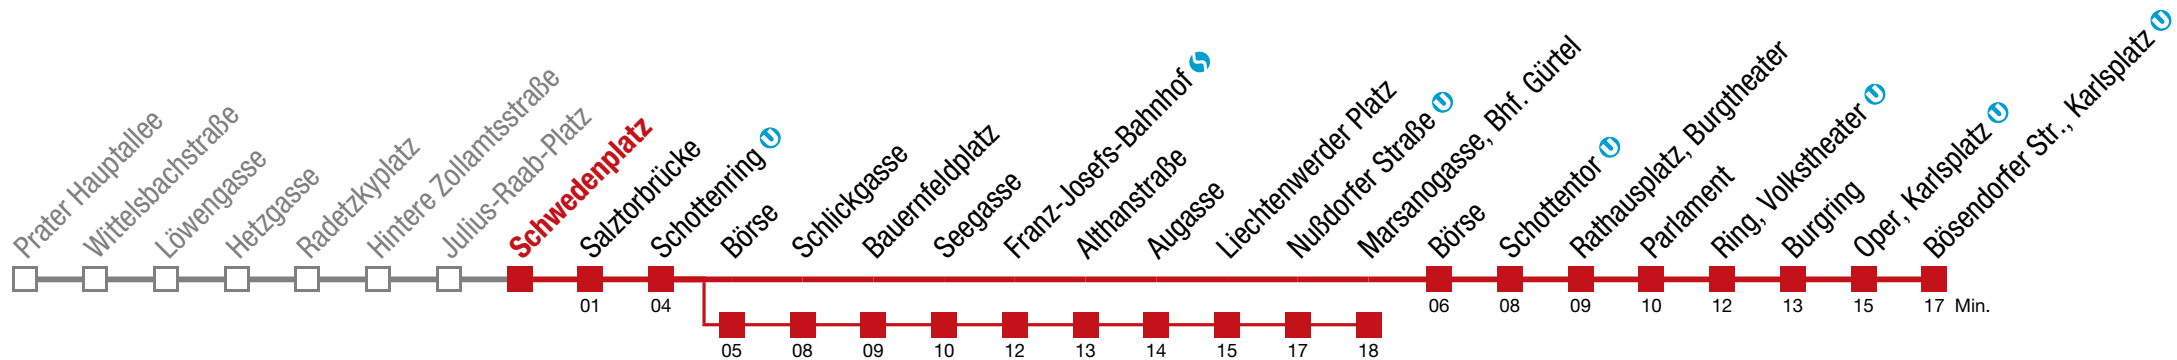 Prater Hauptallee
Wittelsbachstraße
Löwengasse
Hetzgasse
Radetzkyplatz
Hintere Zollamtsstraße
Julius-Raab-Platz
Schwedenplatz
Salztorbrücke
Schottenring U
Börse
Schlickgasse
Bauernfeldplatz
Seegasse
Franz-Josefs-Bahnhof S
Althanstraße
Augasse
Liechtenwerder Platz
Nußdorfer Straße U
Marsanogasse, Bhf. Gürtel
Börse
Schottentor U
Rathausplatz, Burgtheater
Parlament
Ring, Volkstheater U
Burgring
Oper, Karlsplatz U
Bösendorfer Str., Karlsplatz U
01 04 06 08 09 10 12 13 15 17 Min.
05 08 09 10 12 13 14 15 17 18